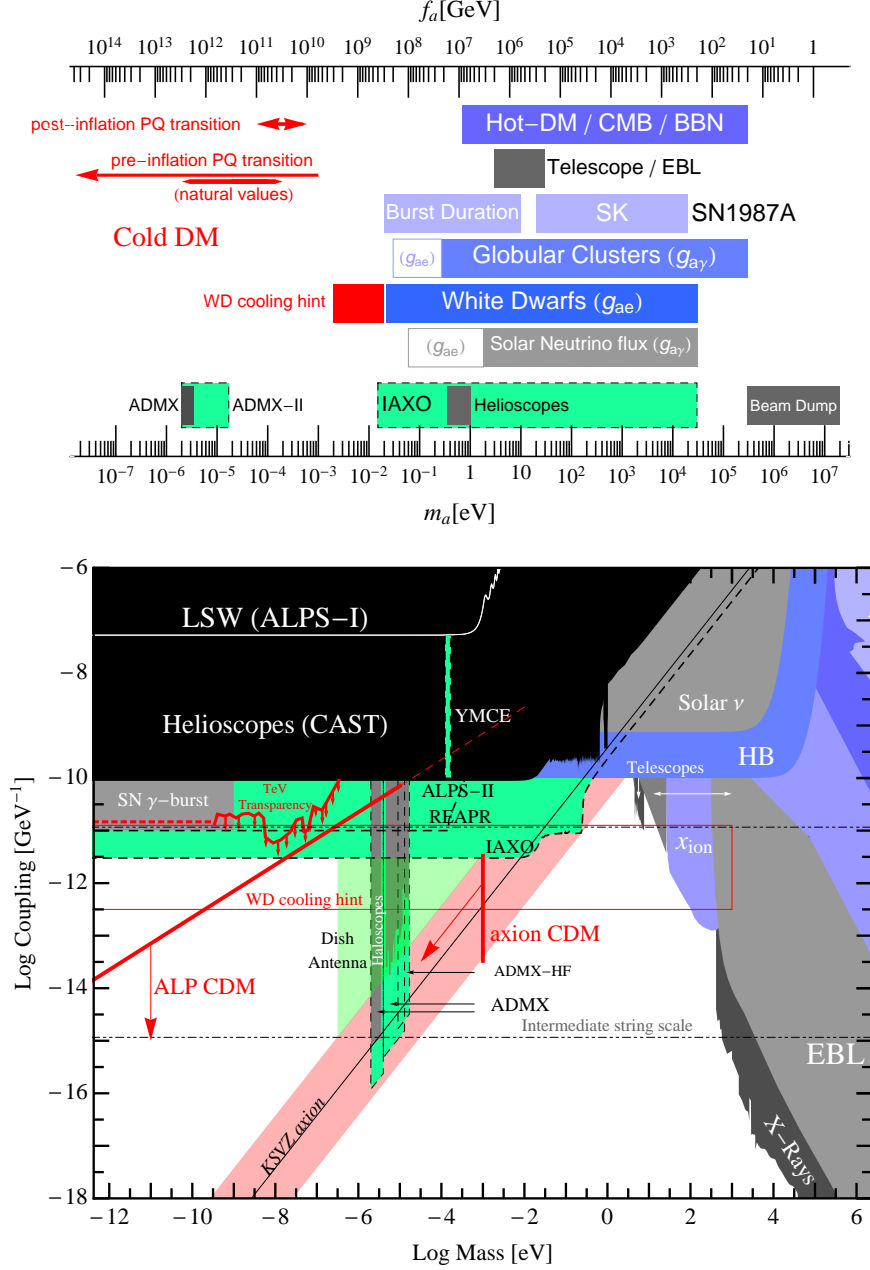 f_a[GeV]
10^14 10^13 10^12 10^11 10^10 10^9 10^8 10^7 10^6 10^5 10^4 10^3 10^2 10^1 1
post-inflation PQ transition
Hot-DM / CMB / BBN
pre-inflation PQ transition
Telescope / EBL
(natural values)
Burst Duration
SK
SN1987A
Cold DM
(g_ae)
Globular Clusters (g_aγ)
WD cooling hint
White Dwarfs (g_ae)
(g_ae)
Solar Neutrino flux (g_aγ)
ADMX
ADMX-II
IAXO
Helioscopes
Beam Dump
10^-7 10^-6 10^-5 10^-4 10^-3 10^-2 10^-1 1 10 10^2 10^3 10^4 10^5 10^6 10^7
m_a[eV]
-6
LSW (ALPS-I)
-8
Solar ν
Helioscopes (CAST)
YMCE
HB
Telescopes
-10
ALPS-II
SN γ-burst
TeV
Transparency
REAPR
x_ion
IAXO
-12
WD cooling hint
Haloscopes
Dish
Antenna
axion CDM
ADMX-HF
ALP CDM
-14
ADMX
Intermediate string scale
EBL
-16
KSVZ axion
X-Rays
-18
-12 -10 -8 -6 -4 -2 0 2 4 6
Log Mass [eV]
Log Coupling [GeV^-1]